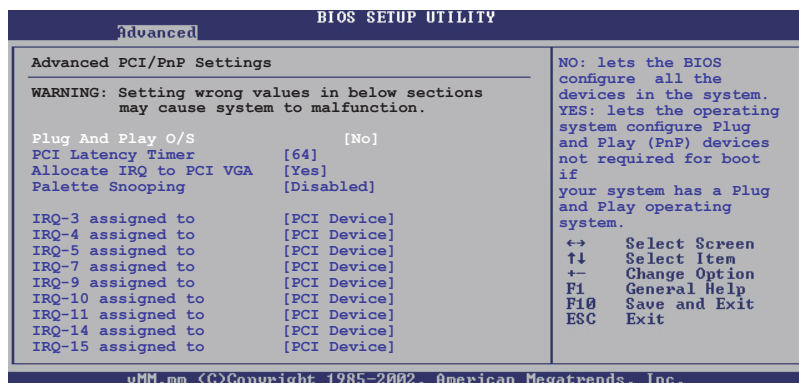 BIOS SETUP UTILITY
Advanced
Advanced PCI/PnP Settings
WARNING: Setting wrong values in below sections
may cause system to malfunction.
Plug And Play O/S [No]
PCI Latency Timer [64]
Allocate IRQ to PCI VGA [Yes]
Palette Snooping [Disabled]
IRQ-3 assigned to [PCI Device]
IRQ-4 assigned to [PCI Device]
IRQ-5 assigned to [PCI Device]
IRQ-7 assigned to [PCI Device]
IRQ-9 assigned to [PCI Device]
IRQ-10 assigned to [PCI Device]
IRQ-11 assigned to [PCI Device]
IRQ-14 assigned to [PCI Device]
IRQ-15 assigned to [PCI Device]
NO: lets the BIOS
configure all the
devices in the system.
YES: lets the operating
system configure Plug
and Play (PnP) devices
not required for boot
if
your system has a Plug
and Play operating
system.
↔ Select Screen
↑↓ Select Item
+- Change Option
F1 General Help
F10 Save and Exit
ESC Exit
vMM.mm (C)Copyright 1985-2002, American Megatrends, Inc.